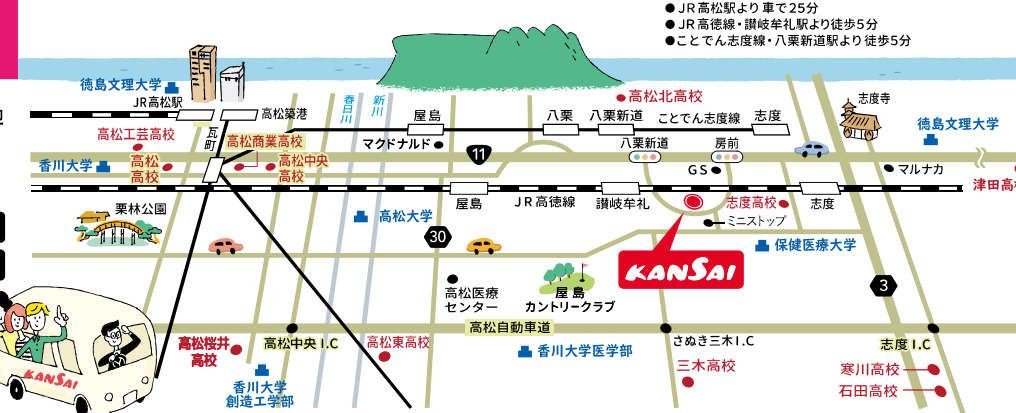 ●JR高松駅より 車で25分
●JR高徳線・讃岐牟礼駅より徒歩5分
●ことでん志度線・八栗新道駅より徒歩5分
徳島文理大学
JR高松駅
高松築港
春日川
新川
高松北高校
志度寺
屋島
八栗
八栗新道
ことでん志度線
志度
徳島文理大学
高松工芸高校
瓦町
高松商業高校
マクドナルド
11
八栗新道
房前
香川大学
高松
高校
高松中央
高校
GS
マルナカ
津田高校
屋島
JR高徳線
讃岐牟礼
志度高校
志度
栗林公園
高松大学
ミニストップ
30
保健医療大学
KANSAI
高松医療
センター
屋島
カントリークラブ
3
高松自動車道
高松桜井
高校
高松中央I.C
高松東高校
香川大学医学部
さぬき三木I.C
志度I.C
三木高校
寒川高校
石田高校
KANSAI
香川大学
創造工学部